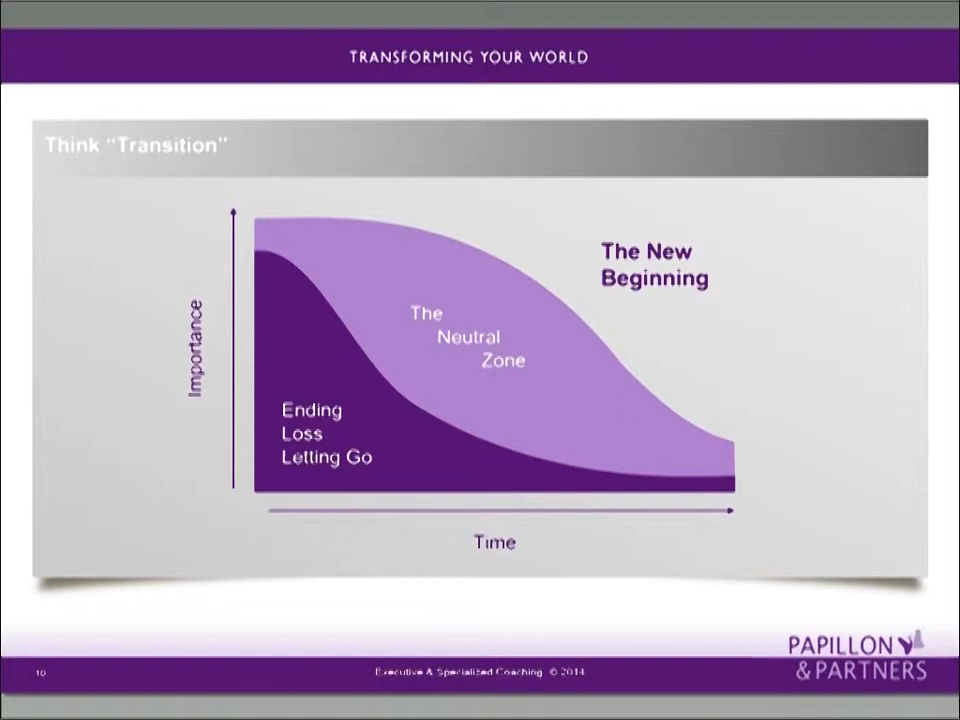 TRANSFORMING YOUR WORLD
Think “Transition”
The New
Beginning
The
Neutral
Zone
Importance
Ending
Loss
Letting Go
Time
PAPILLON
& PARTNERS
10
Executive & Specialized Coaching © 2014